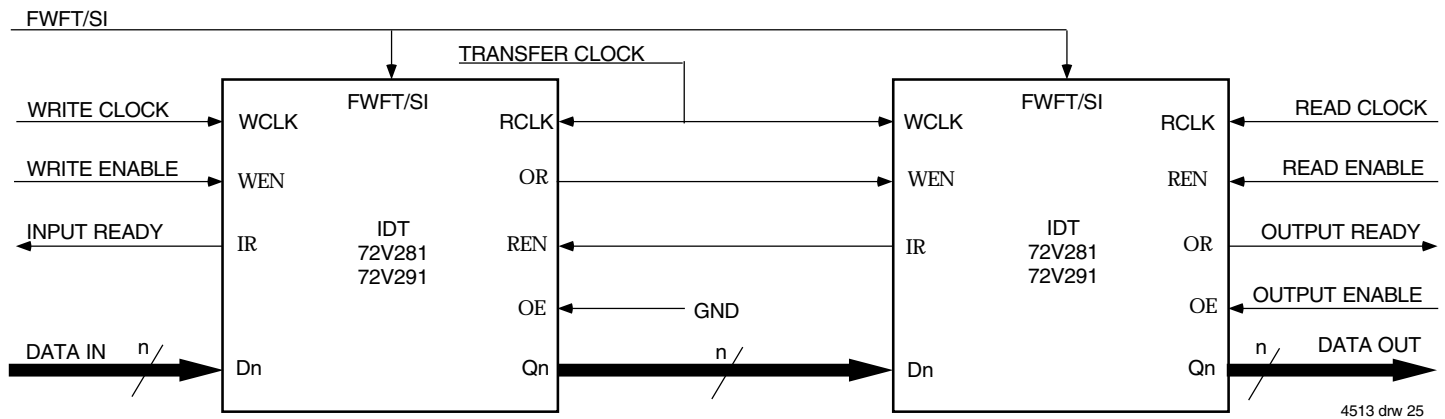 FWFT/SI
TRANSFER CLOCK
FWFT/SI
FWFT/SI
WRITE CLOCK
WCLK
RCLK
WCLK
RCLK
READ CLOCK
WRITE ENABLE
WEN
OR
WEN
REN
READ ENABLE
INPUT READY
IR
IDT
72V281
72V291
REN
IR
IDT
72V281
72V291
OR
OUTPUT READY
OE
GND
OE
OUTPUT ENABLE
DATA IN
n
Dn
Qn
n
Dn
Qn
n
DATA OUT
4513 drw 25